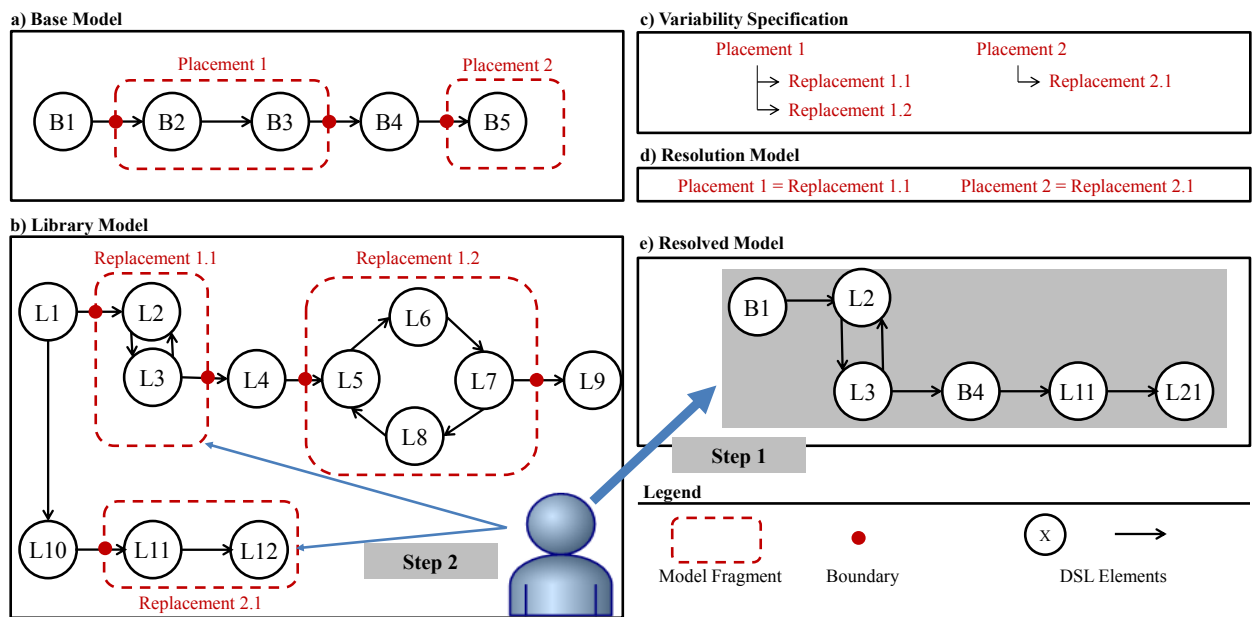 a) Base Model
Placement 1
Placement 2
B1
B2
B3
B4
B5
b) Library Model
Replacement 1.1
Replacement 1.2
L1
L2
L3
L4
L5
L6
L7
L8
L9
L10
L11
L12
Replacement 2.1
Step 2
c) Variability Specification
Placement 1
Placement 2
Replacement 1.1
Replacement 2.1
Replacement 1.2
d) Resolution Model
Placement 1 = Replacement 1.1
Placement 2 = Replacement 2.1
e) Resolved Model
B1
L2
L3
B4
L11
L21
Step 1
Legend
X
Model Fragment
Boundary
DSL Elements